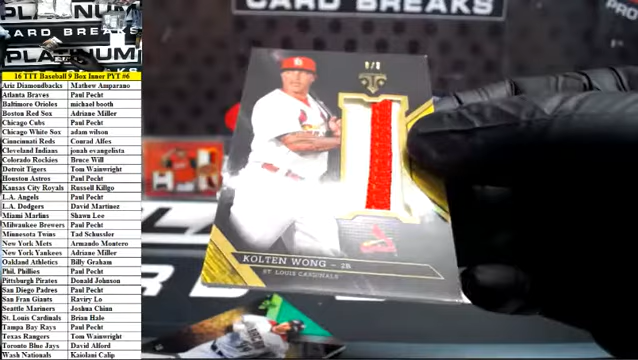 PLATINUM
CARD BREAKS
PLATINUM
CARD BREAKS
16 TTT Baseball 9 Box Inner PYT #6
Ariz Diamondbacks Mathew Amparano
Atlanta Braves Paul Pecht
Baltimore Orioles michael booth
Boston Red Sox Adriane Miller
Chicago Cubs Paul Pecht
Chicago White Sox adam wilson
Cincinnati Reds Conrad Alfes
Cleveland Indians jonah evangelista
Colorado Rockies Bruce Will
Detroit Tigers Tom Wainwright
Houston Astros Paul Pecht
Kansas City Royals Russell Killgo
L.A. Angels Paul Pecht
L.A. Dodgers David Martinez
Miami Marlins Shawn Lee
Milwaukee Brewers Paul Pecht
Minnesota Twins Tad Schussler
New York Mets Armando Montero
New York Yankees Adriane Miller
Oakland Athletics Billy Graham
Phil. Phillies Paul Pecht
Pittsburgh Pirates Donald Johnson
San Diego Padres Paul Pecht
San Fran Giants Raviry Lo
Seattle Mariners Joshua Chinn
St. Louis Cardinals Brian Hale
Tampa Bay Rays Paul Pecht
Texas Rangers Tom Wainwright
Toronto Blue Jays David Alford
Wash Nationals Kaiolani Calip
KOLTEN WONG – 2B
ST. LOUIS CARDINALS